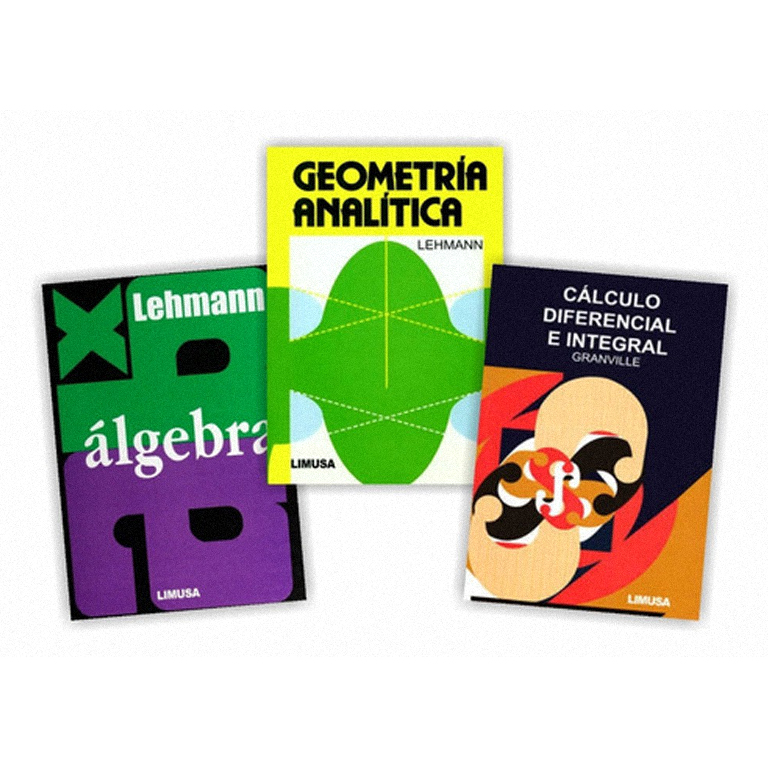 Lehmann
álgebra
LIMUSA
GEOMETRÍA
ANALÍTICA
LEHMANN
LIMUSA
CÁLCULO
DIFERENCIAL
E INTEGRAL
GRANVILLE
LIMUSA